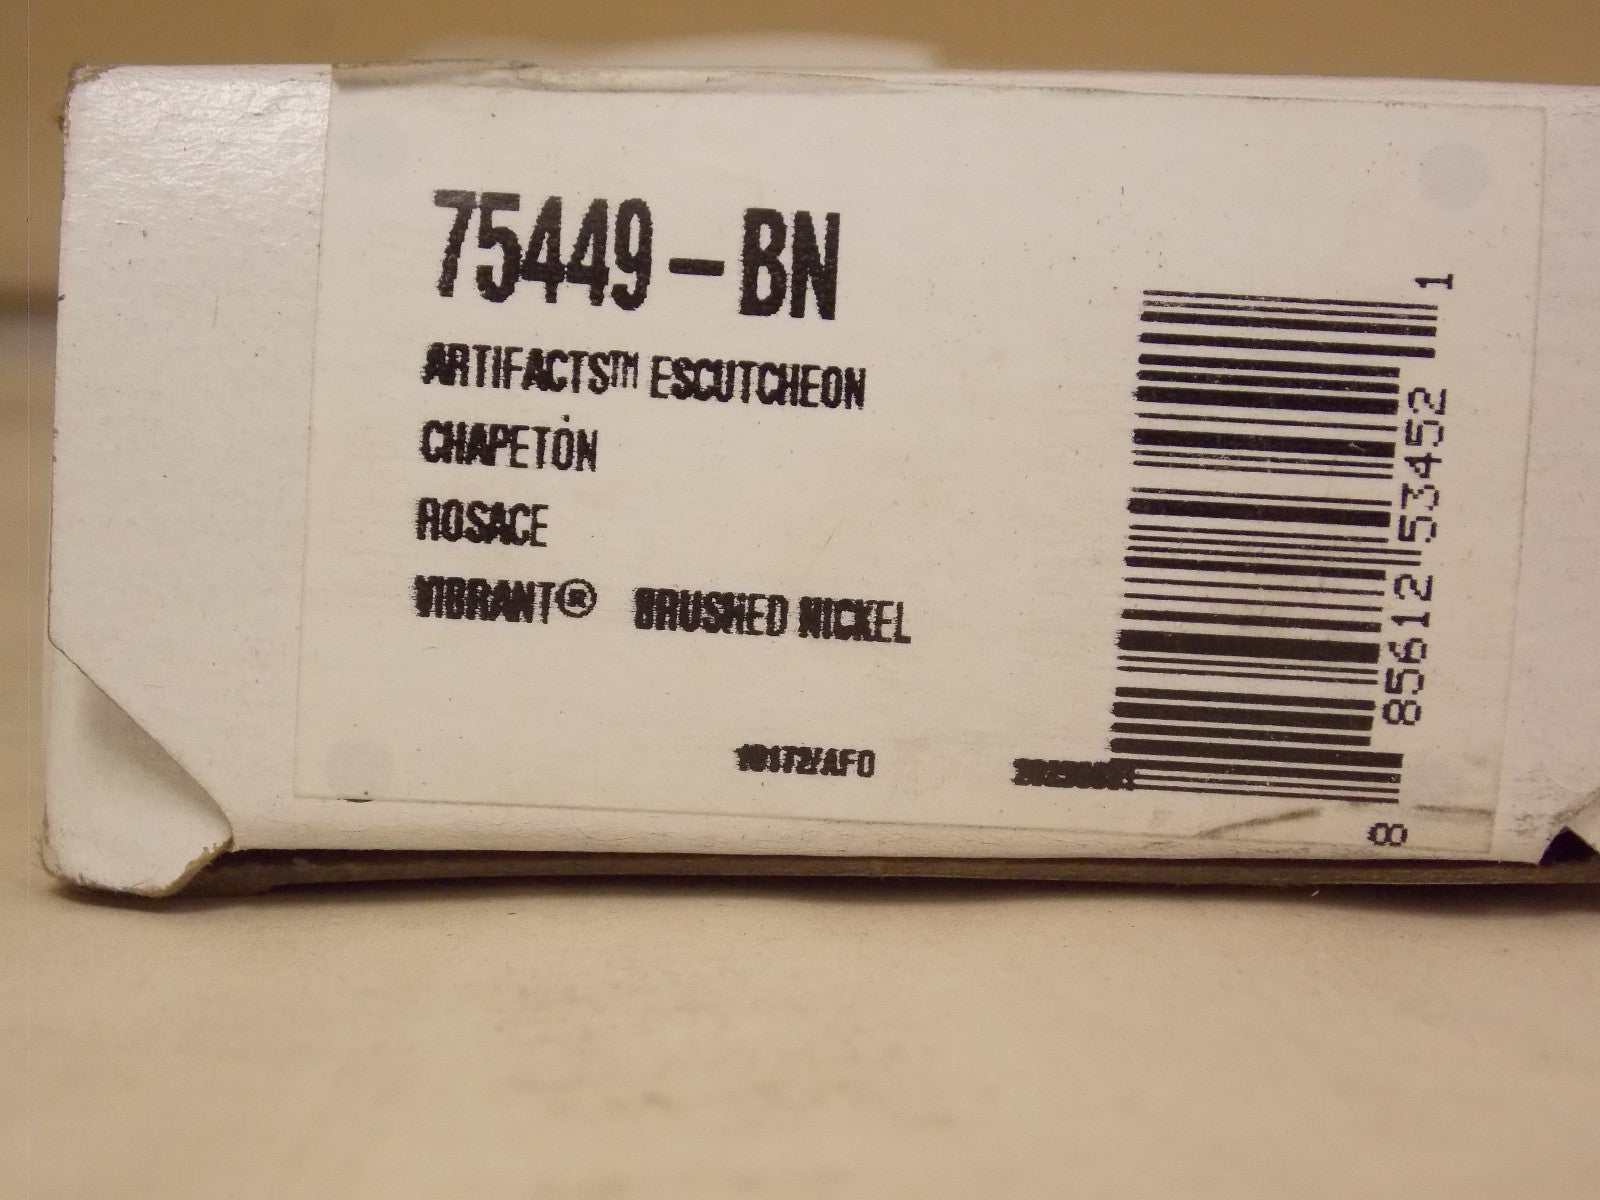 75449-BN
ARTIFACTS™ ESCUTCHEON
CHAPETÓN
ROSACE
VIBRANT® BRUSHED NICKEL
8 85612 53452 1